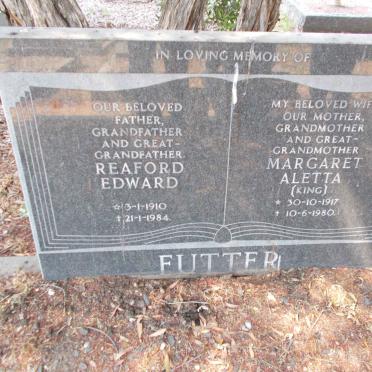 IN LOVING MEMORY OF
OUR BELOVED
FATHER,
GRANDFATHER
AND GREAT-
GRANDFATHER.
REAFORD
EDWARD
☆ 13-1-1910
✝ 21-1-1984.
MY BELOVED WIFE
OUR MOTHER,
GRANDMOTHER
AND GREAT-
GRANDMOTHER
MARGARET
ALETTA
(KING)
☆ 30-10-1917
✝ 10-6-1980.
FUTTER